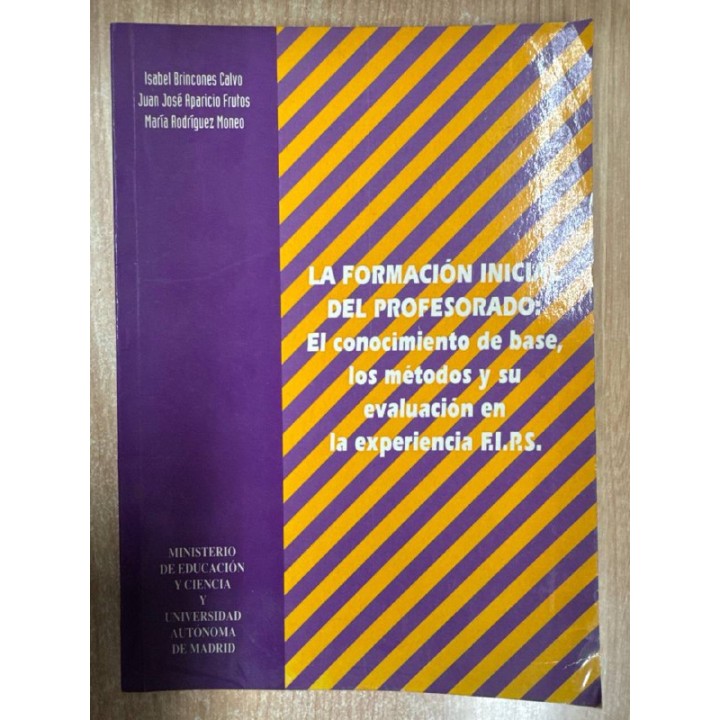 Isabel Brincones Calvo
Juan José Aparicio Frutos
María Rodríguez Moneo
LA FORMACIÓN INICIAL
DEL PROFESORADO:
El conocimiento de base,
los métodos y su
evaluación en
la experiencia F.I.P.S.
MINISTERIO
DE EDUCACIÓN
Y CIENCIA
Y
UNIVERSIDAD
AUTONOMA
DE MADRID